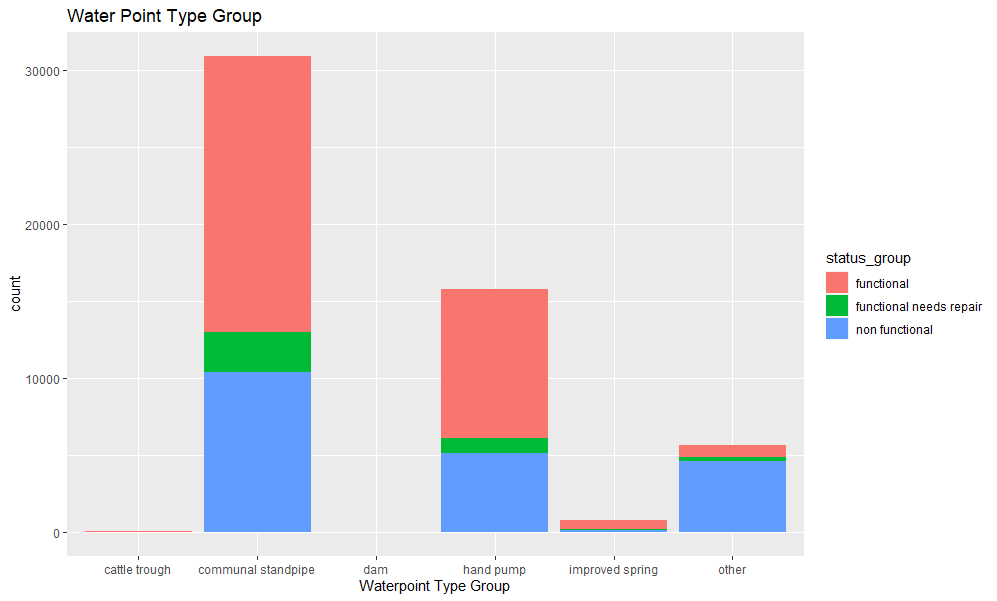 Water Point Type Group
30000
20000
10000
0
count
cattle trough communal standpipe dam hand pump improved spring other
Waterpoint Type Group
status_group
functional
functional needs repair
non functional